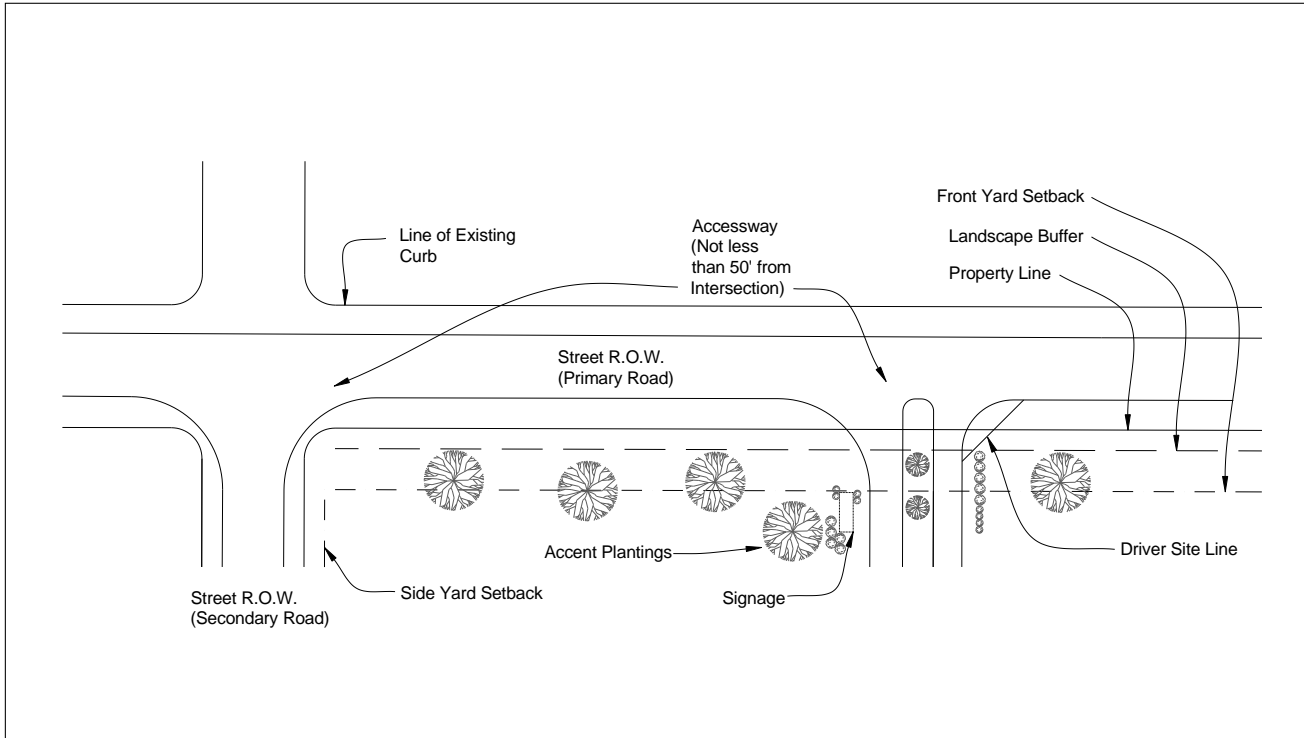 Front Yard Setback
Landscape Buffer
Property Line
Accessway
(Not less
than 50' from
Intersection)
Line of Existing
Curb
Street R.O.W.
(Primary Road)
Accent Plantings
Driver Site Line
Side Yard Setback
Signage
Street R.O.W.
(Secondary Road)